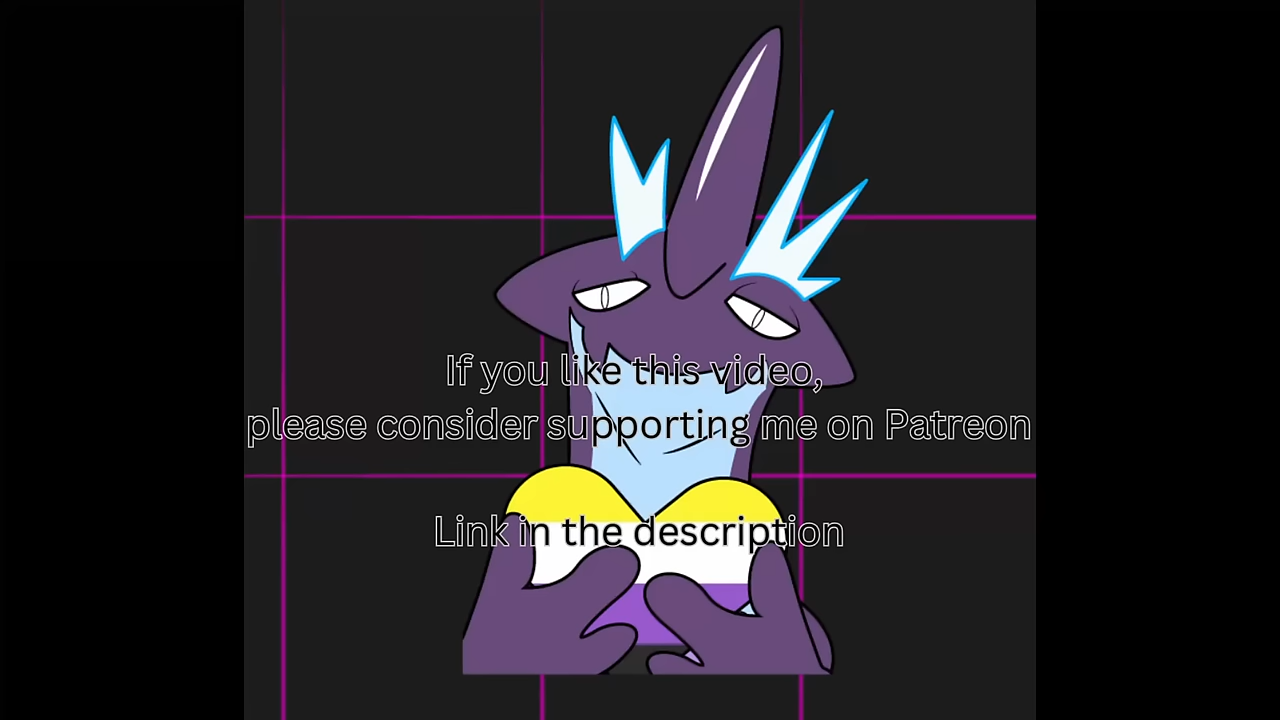 If you like this video,
please consider supporting me on Patreon
Link in the description